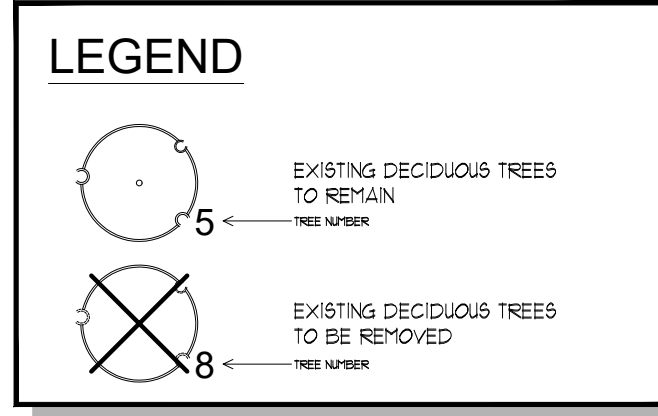 LEGEND
EXISTING DECIDUOUS TREES
TO REMAIN
5
TREE NUMBER
EXISTING DECIDUOUS TREES
TO BE REMOVED
8
TREE NUMBER